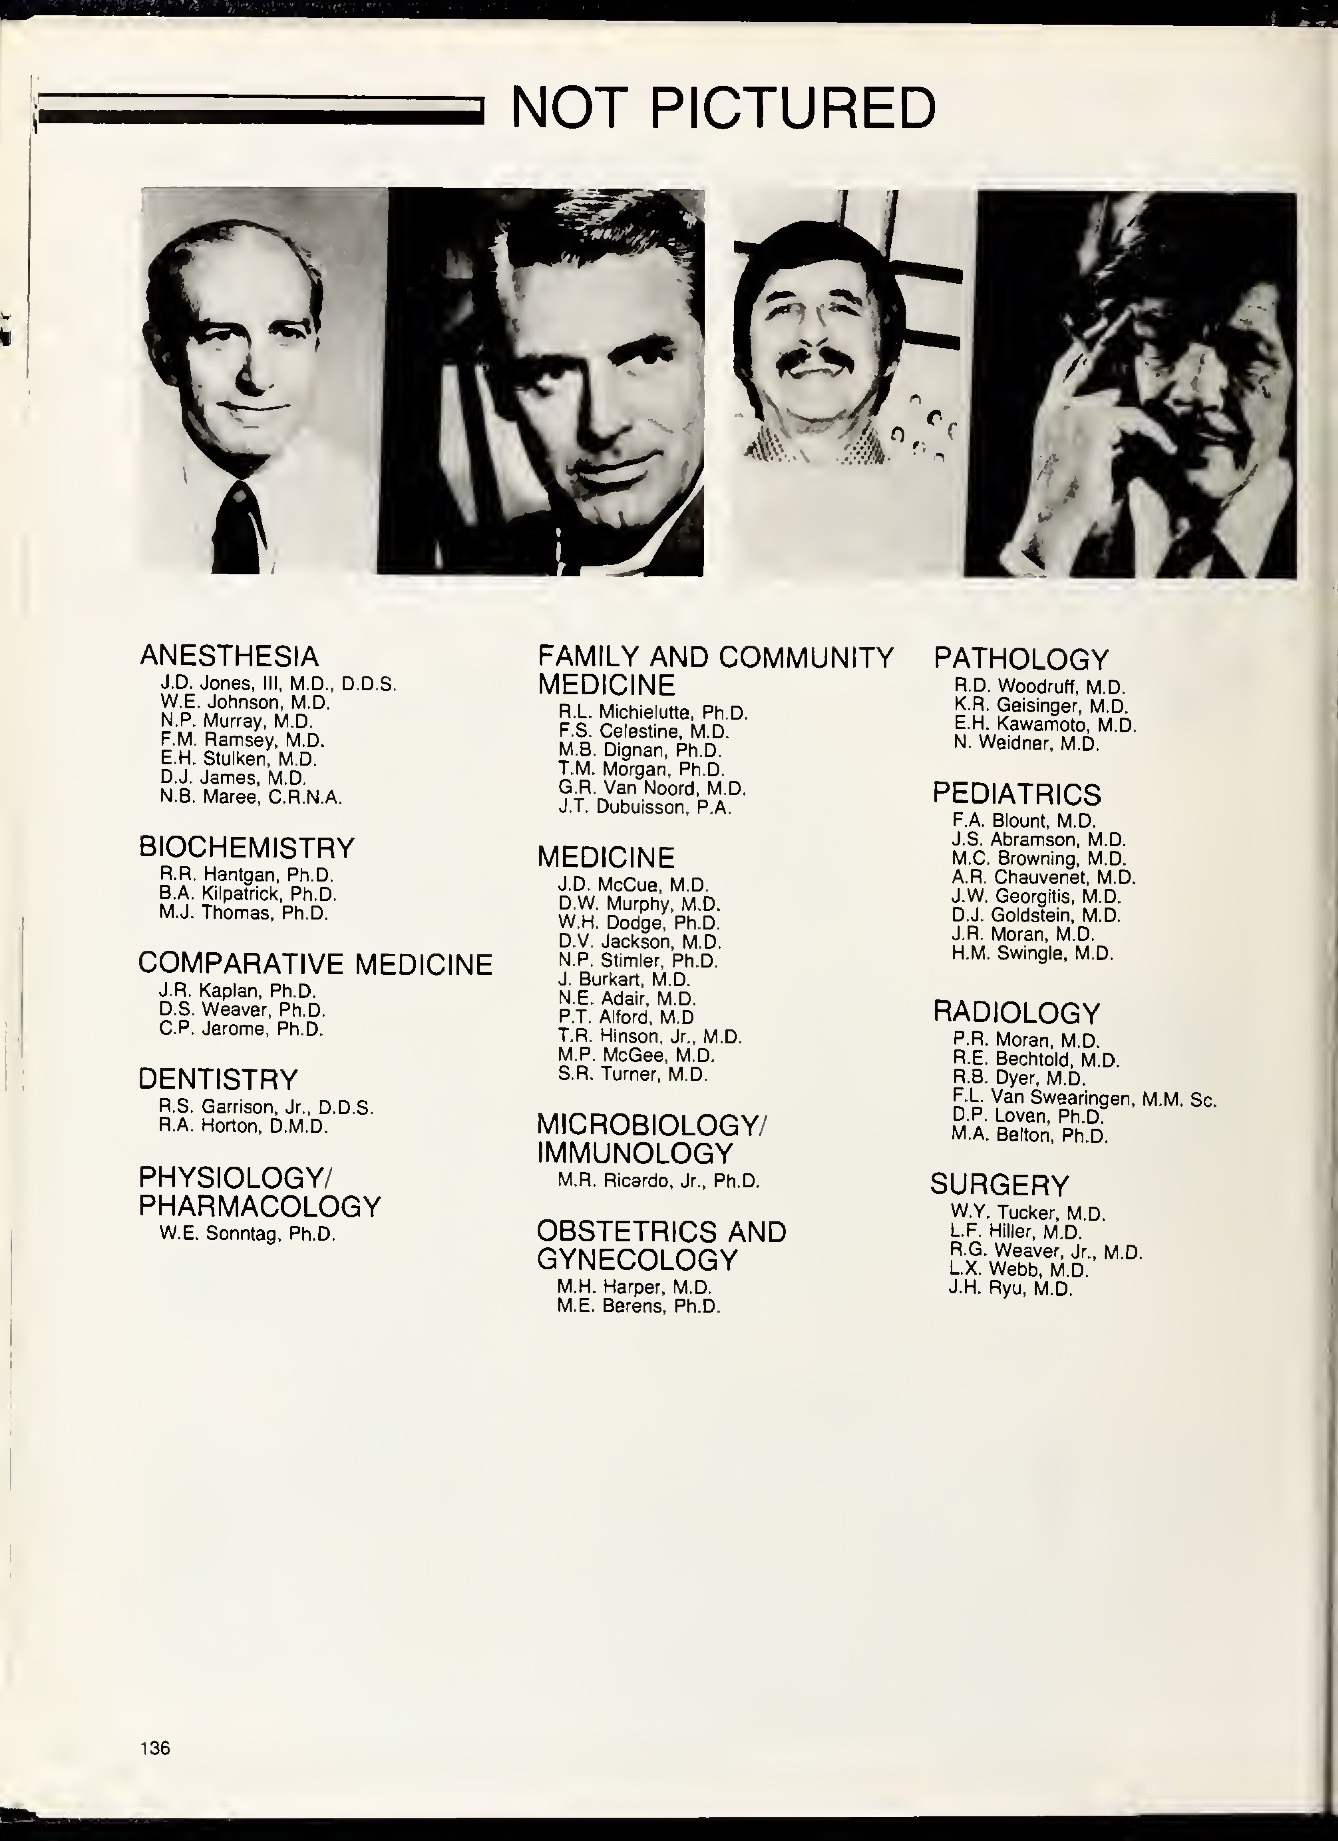 NOT PICTURED
ANESTHESIA
J.D. Jones, III, M.D., D.D.S.
W.E. Johnson, M.D.
N.P. Murray, M.D.
F.M. Ramsey, M.D.
E.H. Stulken, M.D.
D.J. James, M.D.
N.B. Maree, C.R.N.A.
BIOCHEMISTRY
R.R. Hantgan, Ph.D.
B.A. Kilpatrick, Ph.D.
M.J. Thomas, Ph.D.
COMPARATIVE MEDICINE
J.R. Kaplan, Ph.D.
D.S. Weaver, Ph.D.
C.P. Jerome, Ph.D.
DENTISTRY
R.S. Garrison, Jr., D.D.S.
R.A. Horton, D.M.D.
PHYSIOLOGY/
PHARMACOLOGY
W.E. Sonntag, Ph.D.
FAMILY AND COMMUNITY
MEDICINE
R.L. Michielutte, Ph.D.
F.S. Celestine, M.D.
M.B. Dignan, Ph.D.
T.M. Morgan, Ph.D.
G.R. Van Noord, M.D.
J.T. Dubuisson, P.A.
MEDICINE
J.D. McCue, M.D.
D.W. Murphy, M.D.
W.H. Dodge, Ph.D.
D.V. Jackson, M.D.
N.P. Stimler, Ph.D.
J. Burkart, M.D.
N.E. Adair, M.D.
P.T. Alford, M.D
T.R. Hinson, Jr., M.D.
M.P. McGee, M.D.
S.R. Turner, M.D.
MICROBIOLOGY/
IMMUNOLOGY
M.R. Ricardo, Jr., Ph.D.
OBSTETRICS AND
GYNECOLOGY
M.H. Harper, M.D.
M.E. Berens, Ph.D.
PATHOLOGY
R.D. Woodruff, M.D.
K.R. Geisinger, M.D.
E.H. Kawamoto, M.D.
N. Weidner, M.D.
PEDIATRICS
F.A. Blount, M.D.
J.S. Abramson, M.D.
M.C. Browning, M.D.
A.R. Chauvenet, M.D.
J.W. Georgitis, M.D.
D.J. Goldstein, M.D.
J.R. Moran, M.D.
H.M. Swingle, M.D.
RADIOLOGY
P.R. Moran, M.D.
R.E. Bechtold, M.D.
R.B. Dyer, M.D.
F.L. Van Swearingen, M.M. Sc.
D.P. Loven, Ph.D.
M.A. Belton, Ph.D.
SURGERY
W.Y. Tucker, M.D.
L.F. Hiller, M.D.
R.G. Weaver, Jr., M.D.
L.X. Webb, M.D.
J.H. Ryu, M.D.
136